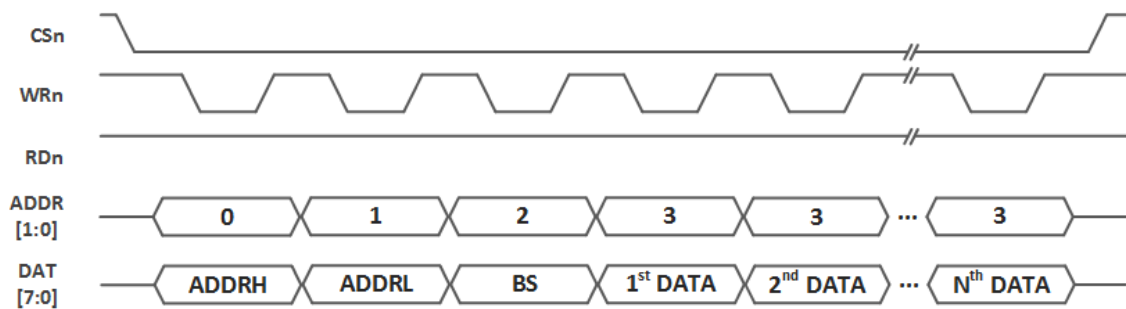 CSn
WRn
RDn
ADDR
[1:0]
0 1 2 3 3 ... 3
DAT
[7:0]
ADDRH ADDRL BS 1st DATA 2nd DATA ... Nth DATA